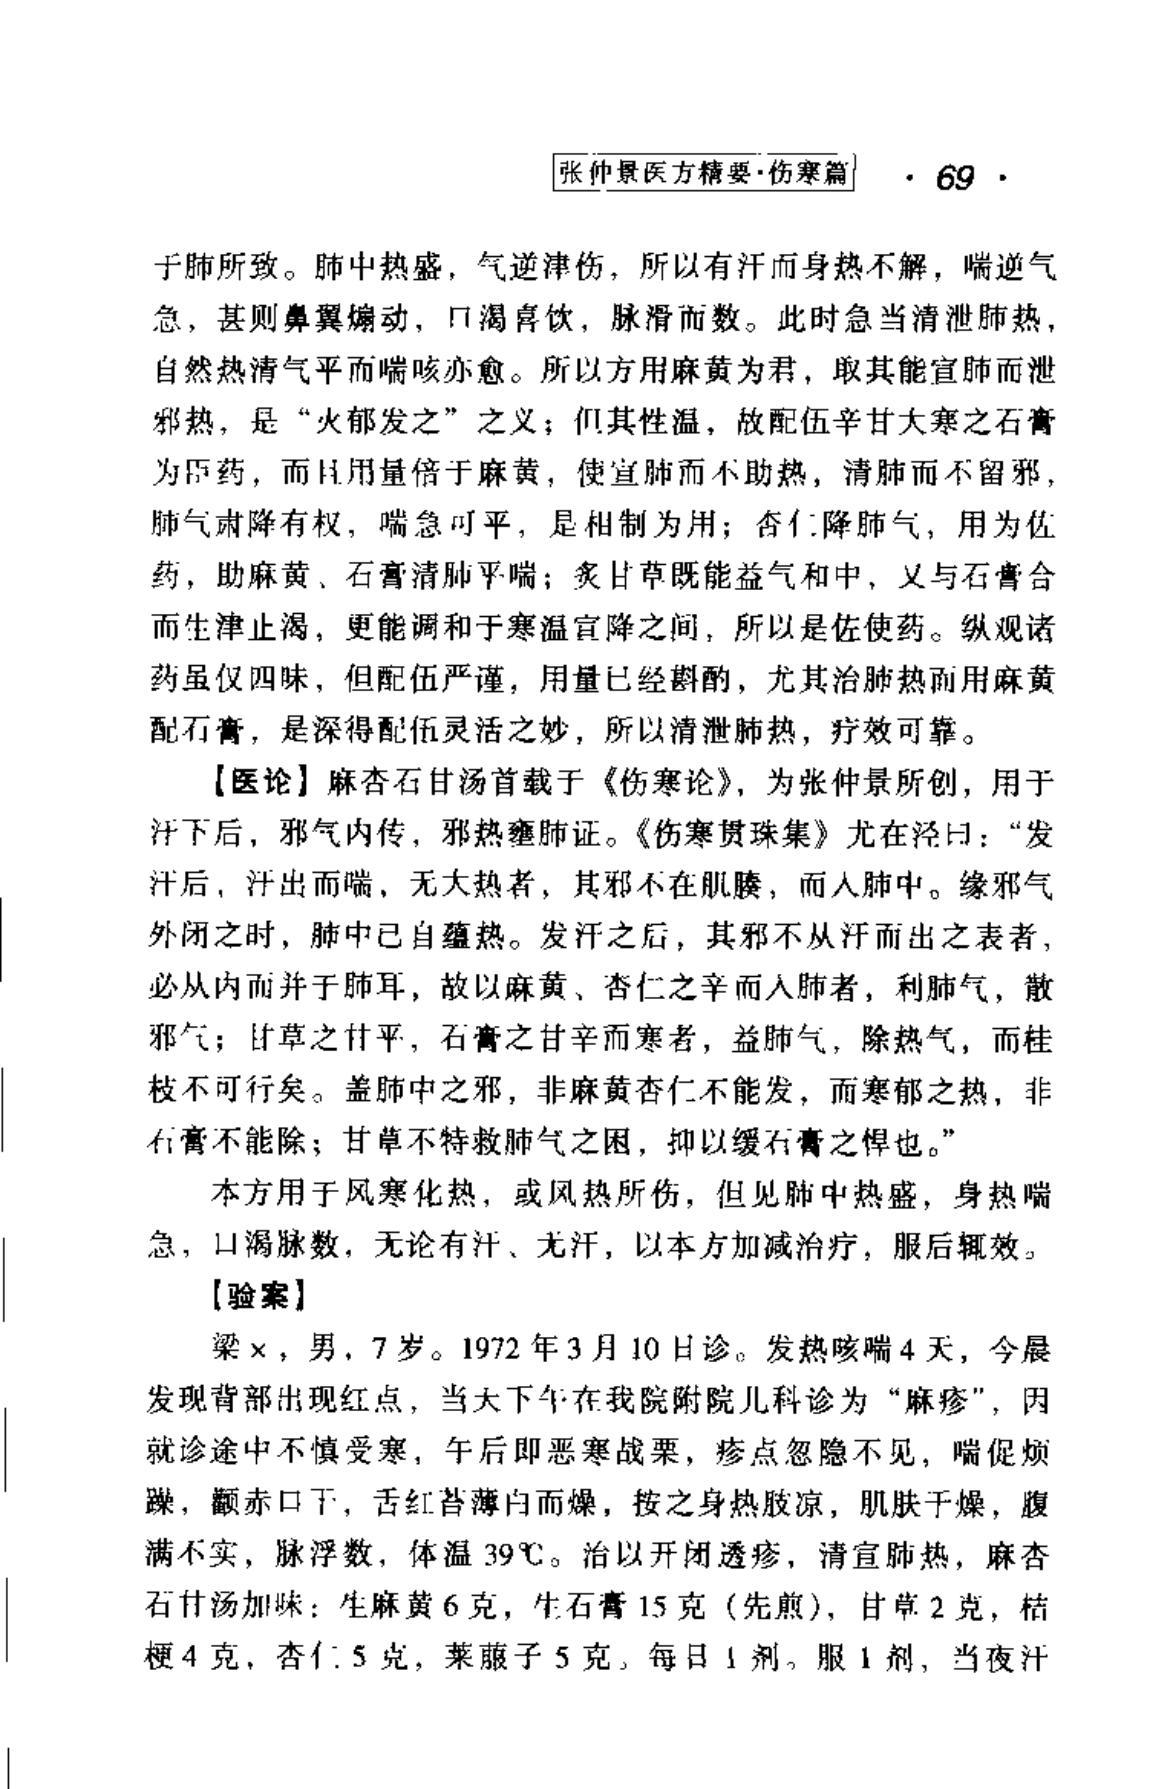 张仲景医方精要·伤寒篇 · 69 ·
于肺所致。肺中热盛，气逆津伤，所以有汗而身热不解，喘逆气
急，甚则鼻翼煽动，口渴喜饮，脉滑而数。此时急当清泄肺热，
自然热清气平而喘咳亦愈。所以方用麻黄为君，取其能宣肺而泄
邪热，是“火郁发之”之义；但其性温，故配伍辛甘大寒之石膏
为臣药，而且用量倍于麻黄，使宣肺而不助热，清肺而不留邪，
肺气肃降有权，喘急可平，是相制为用；杏仁降肺气，用为佐
药，助麻黄、石膏清肺平喘；炙甘草既能益气和中，又与石膏合
而生津止渴，更能调和于寒温宣降之间，所以是佐使药。纵观诸
药虽仅四味，但配伍严谨，用量已经斟酌，尤其治肺热而用麻黄
配石膏，是深得配伍灵活之妙，所以清泄肺热，疗效可靠。
【医论】麻杏石甘汤首载于《伤寒论》，为张仲景所创，用于
汗下后，邪气内传，邪热壅肺证。《伤寒贯珠集》尤在泾曰：“发
汗后，汗出而喘，无大热者，其邪不在肌腠，而入肺中。缘邪气
外闭之时，肺中已自蕴热。发汗之后，其邪不从汗而出之表者，
必从内而并于肺耳，故以麻黄、杏仁之辛而入肺者，利肺气，散
邪气；甘草之甘平，石膏之甘辛而寒者，益肺气，除热气，而桂
枝不可行矣。盖肺中之邪，非麻黄杏仁不能发，而寒郁之热，非
石膏不能除；甘草不特救肺气之困，抑以缓石膏之悍也。”
本方用于风寒化热，或风热所伤，但见肺中热盛，身热喘
急，口渴脉数，无论有汗、无汗，以本方加减治疗，服后辄效。
【验案】
梁×，男，7岁。1972年3月10日诊。发热咳喘4天，今晨
发现背部出现红点，当天下午在我院附院儿科诊为“麻疹”，因
就诊途中不慎受寒，午后即恶寒战栗，疹点忽隐不见，喘促烦
躁，颧赤口干，舌红苔薄白而燥，按之身热肢凉，肌肤干燥，腹
满不实，脉浮数，体温39℃。治以开闭透疹，清宣肺热，麻杏
石甘汤加味：生麻黄6克，生石膏15克（先煎），甘草2克，桔
梗4克，杏仁5克，莱菔子5克。每日1剂。服1剂，当夜汗